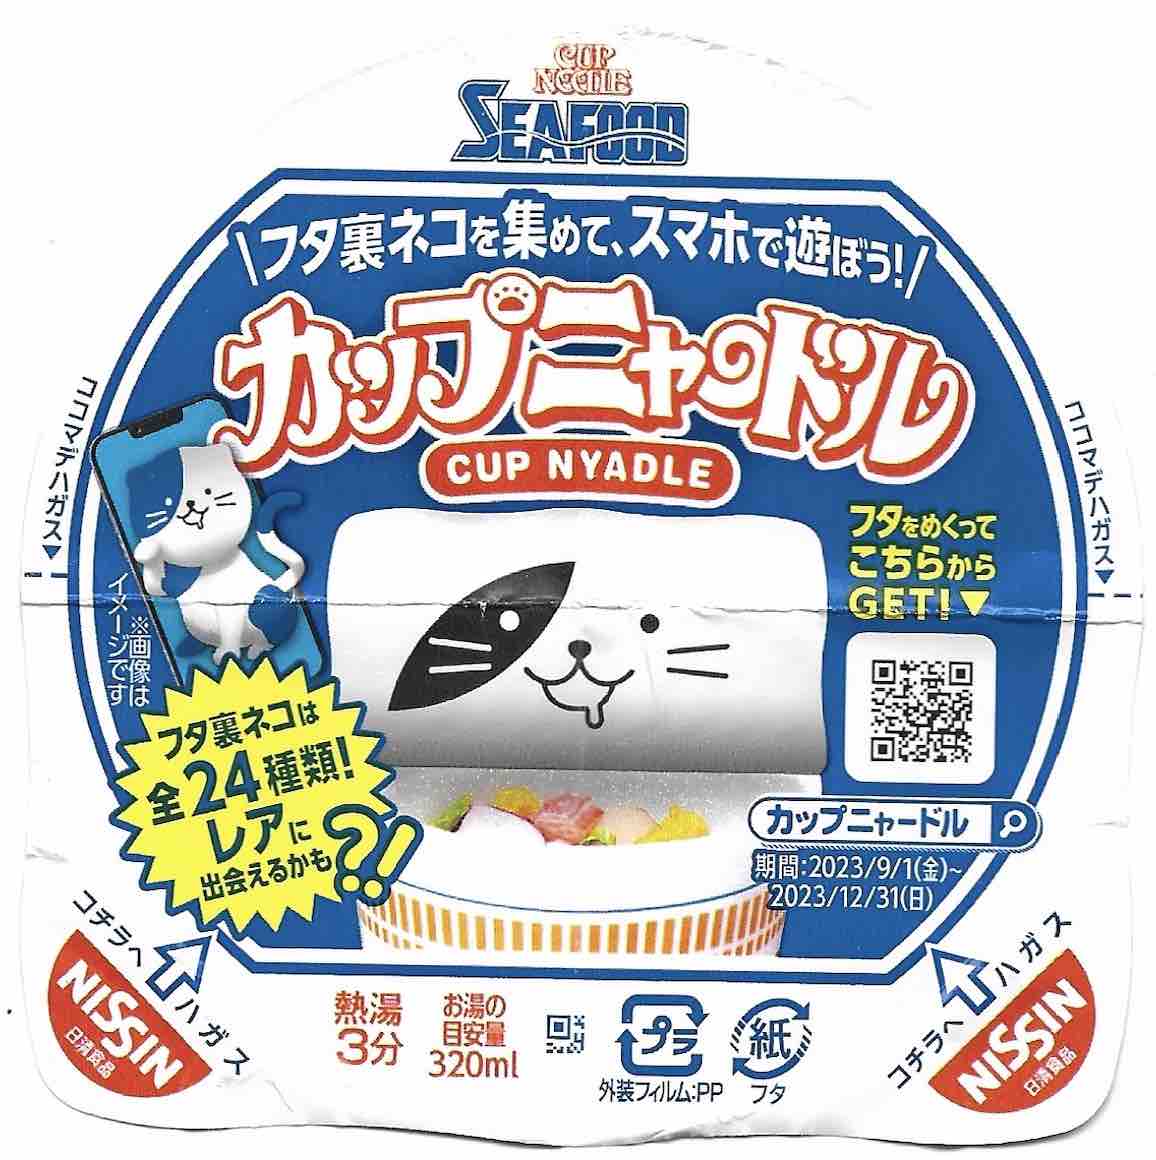 CUP
NOODLE
SEAFOOD
フタ裏ネコを集めて、スマホで遊ぼう!
カップニャードル
CUP NYADLE
ココマデハガス▼
ココマデハガス▼
フタをめくって
こちらから
GET!▼
※画像は
イメージです
フタ裏ネコは
全24種類!
レアに
出会えるかも?!
カップニャードル
期間:2023/9/1(金)~
2023/12/31(日)
コチラへハガス
NISSIN
日清食品
熱湯
3分
お湯の
目安量
320ml
プラ
外装フィルム:PP
紙
フタ
コチラへハガス
NISSIN
日清食品